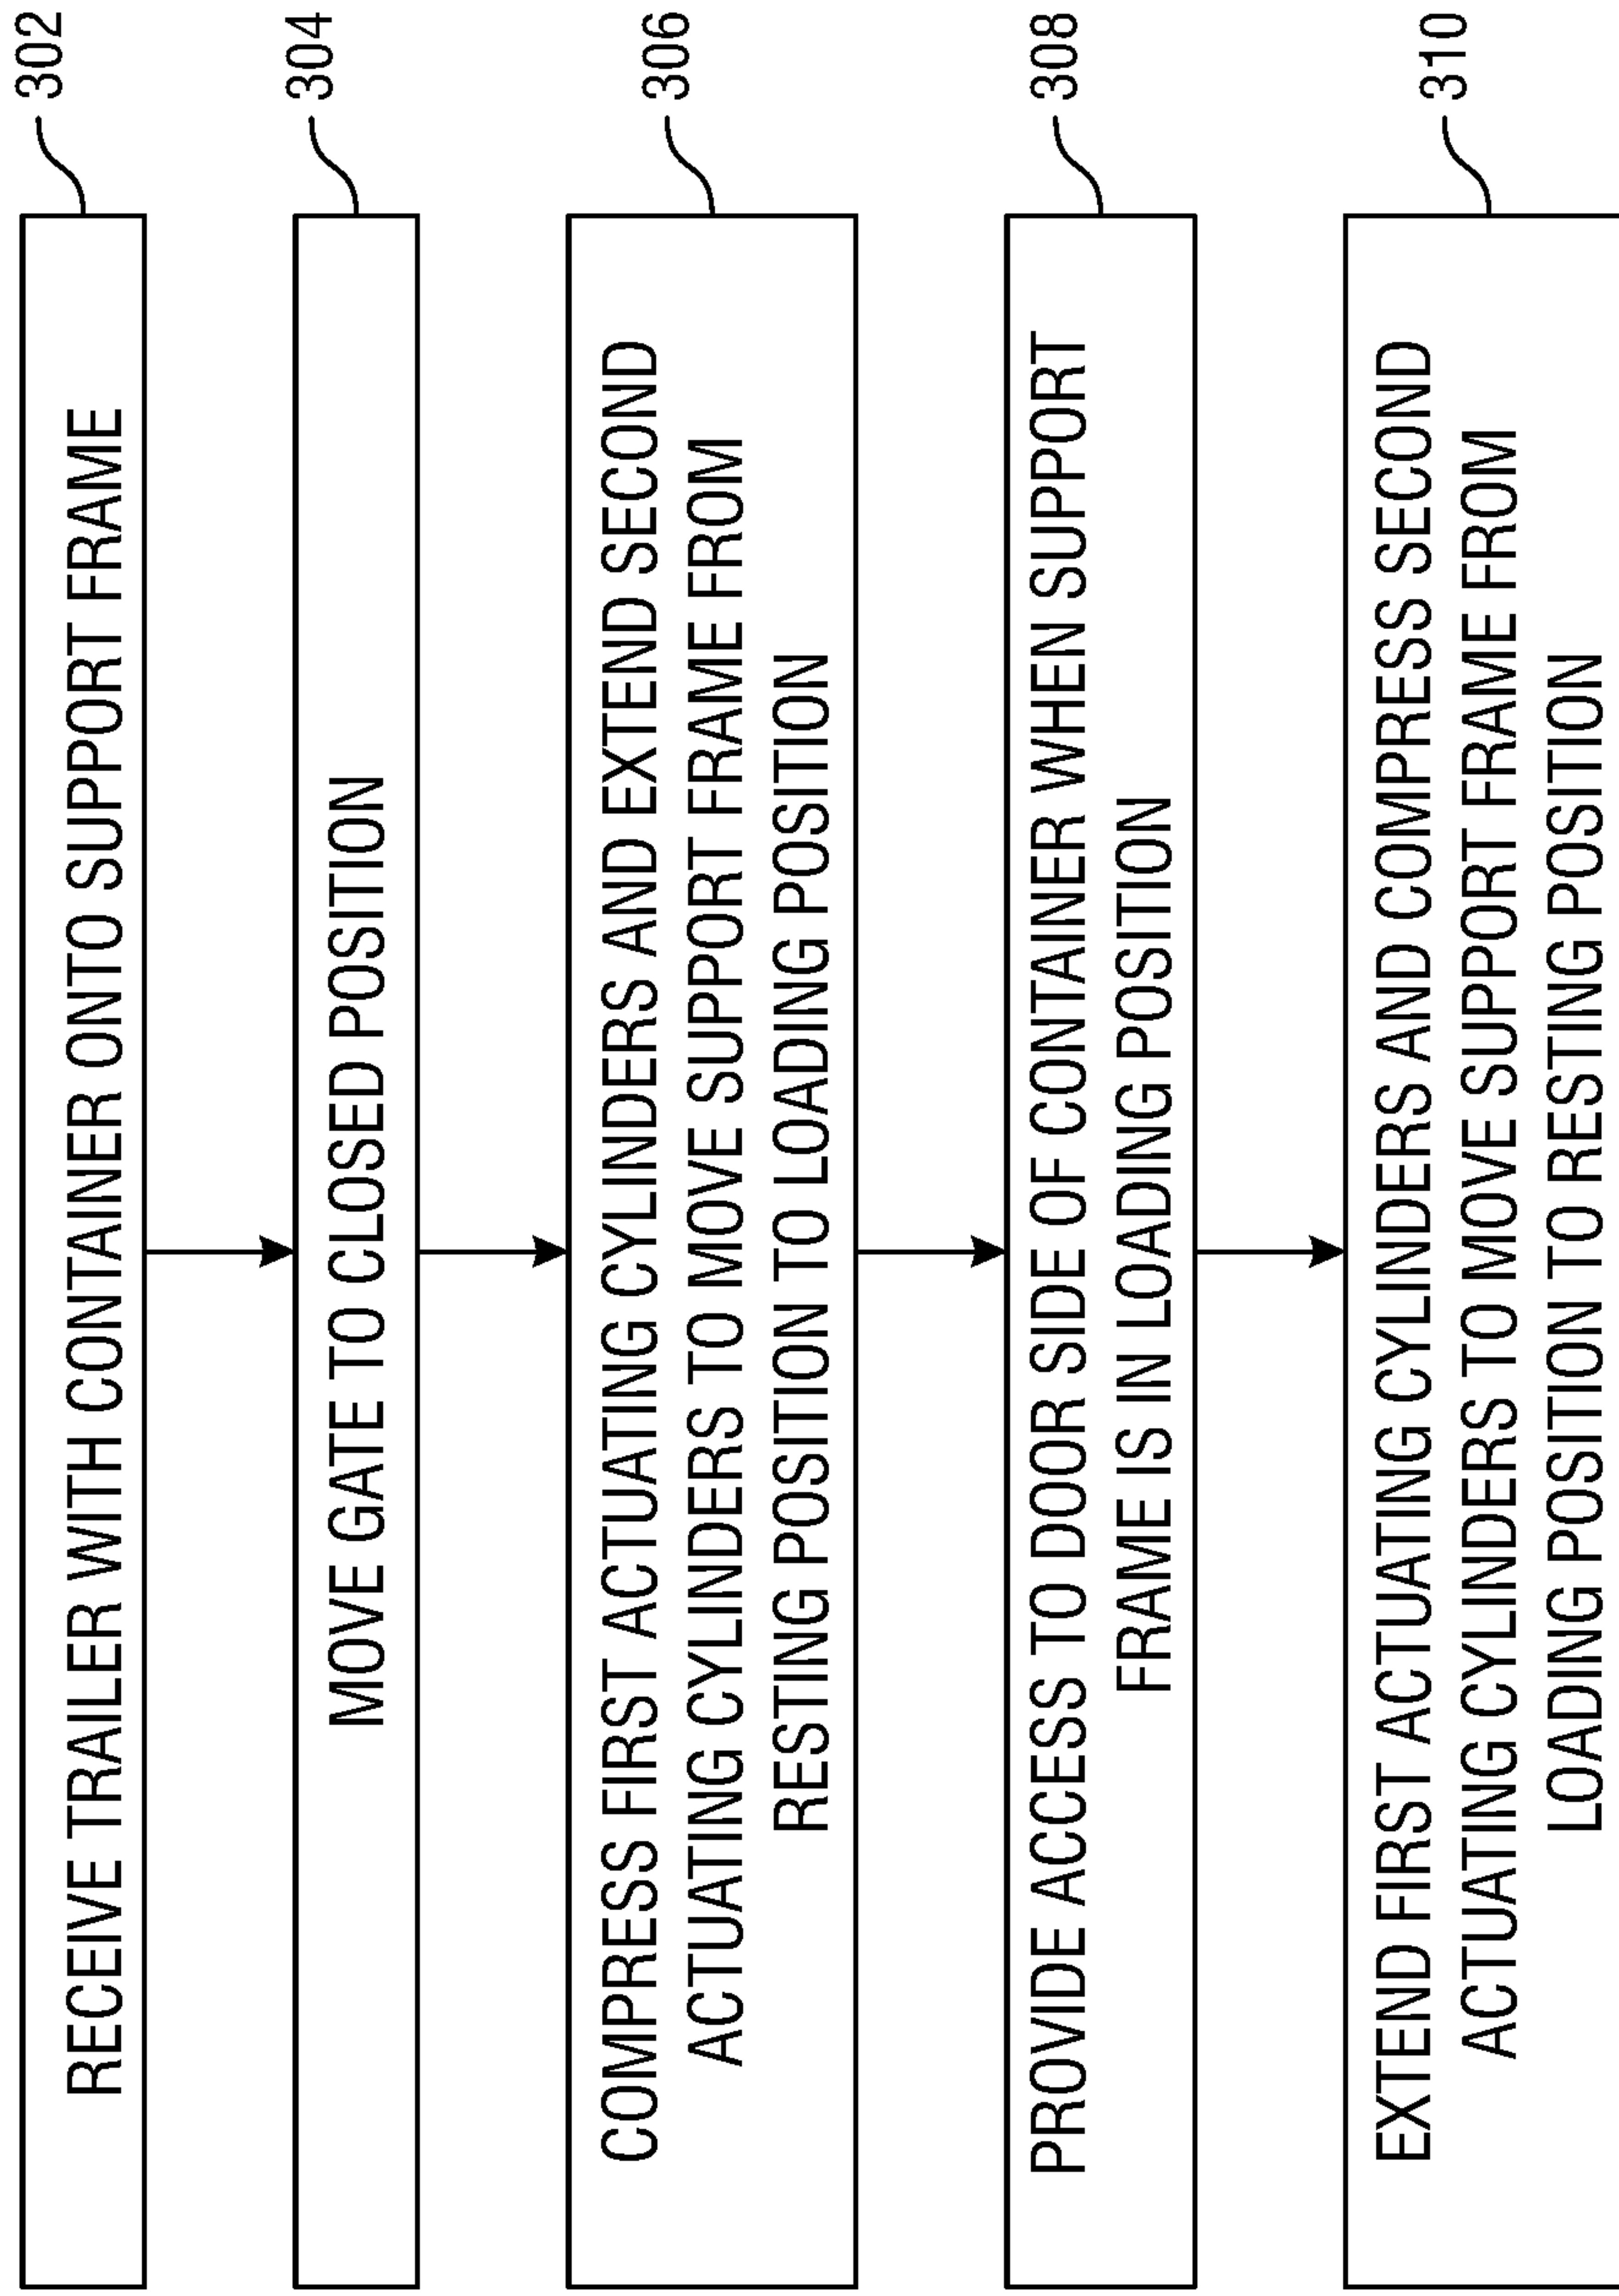 302
RECEIVE TRAILER WITH CONTAINER ONTO SUPPORT FRAME
304
MOVE GATE TO CLOSED POSITION
306
COMPRESS FIRST ACTUATING CYLINDERS AND EXTEND SECOND
ACTUATING CYLINDERS TO MOVE SUPPORT FRAME FROM
RESTING POSITION TO LOADING POSITION
308
PROVIDE ACCESS TO DOOR SIDE OF CONTAINER WHEN SUPPORT
FRAME IS IN LOADING POSITION
310
EXTEND FIRST ACTUATING CYLINDERS AND COMPRESS SECOND
ACTUATING CYLINDERS TO MOVE SUPPORT FRAME FROM
LOADING POSITION TO RESTING POSITION